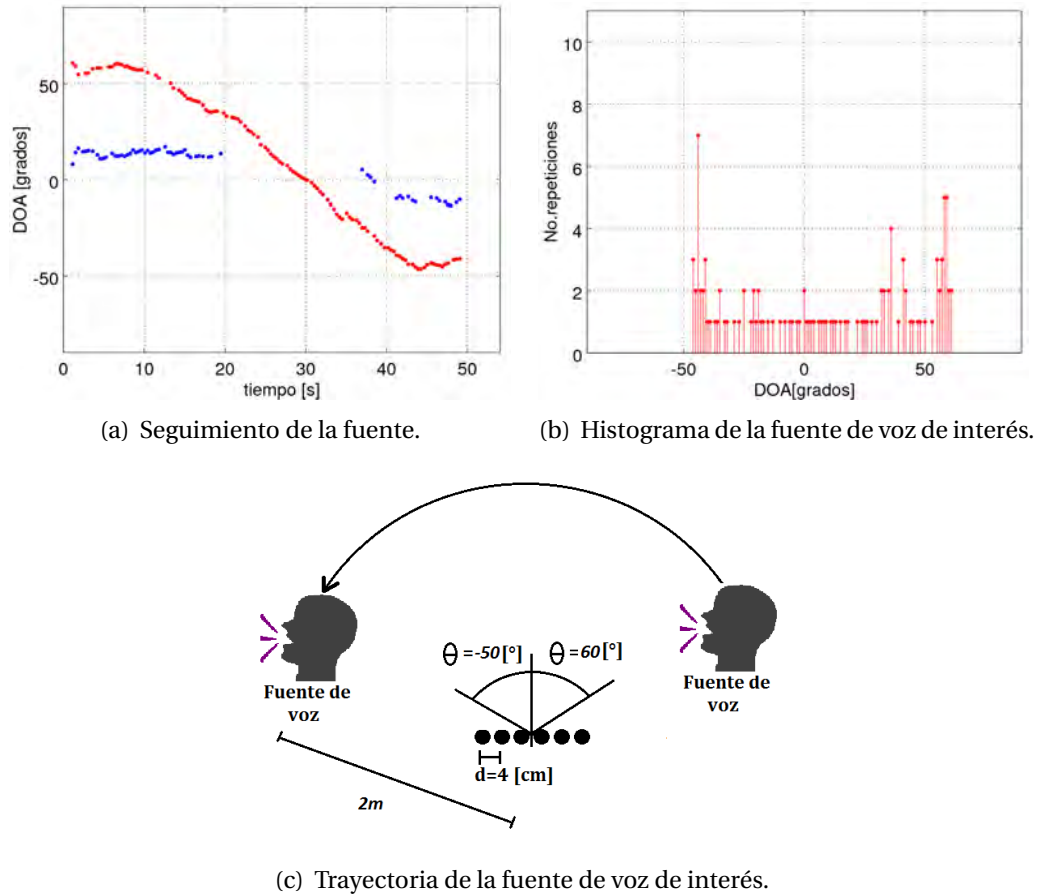 DOA [grados]
50
0
-50
0 10 20 30 40 50
tiempo [s]
(a) Seguimiento de la fuente.
No.repeticiones
10
8
6
4
2
0
-50 0 50
DOA[grados]
(b) Histograma de la fuente de voz de interés.
θ =-50[°]
θ =60[°]
Fuente de
voz
Fuente de
voz
d=4 [cm]
2m
(c) Trayectoria de la fuente de voz de interés.